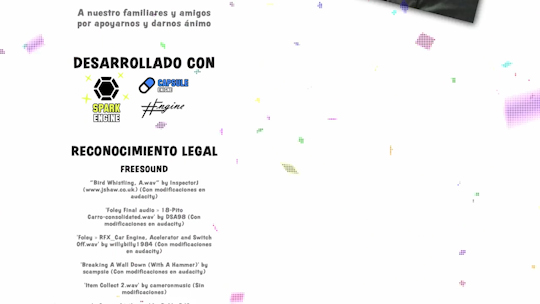 A nuestro familiares y amigos
por apoyarnos y darnos ánimo
DESARROLLADO CON
SPARK
ENGINE
CAPSULE
ENGINE
#Engine
RECONOCIMIENTO LEGAL
FREESOUND
"Bird Whistling, A.wav" by InspectorJ
(www.jshaw.co.uk) (Con modificaciones en
audacity)
'Foley Final audio - 18-Pito
Carro-consolidated.wav' by DSA98 (Con
modificaciones en audacity)
'Foley - RFX_Car Engine, Acelerator and Switch
Off.wav' by willybilly1984 (Con modificaciones
en audacity)
'Breaking A Wall Down (With A Hammer)' by
scampsie (Con modificaciones en audacity)
'Item Collect 2.wav' by cameronmusic (Sin
modificaciones)